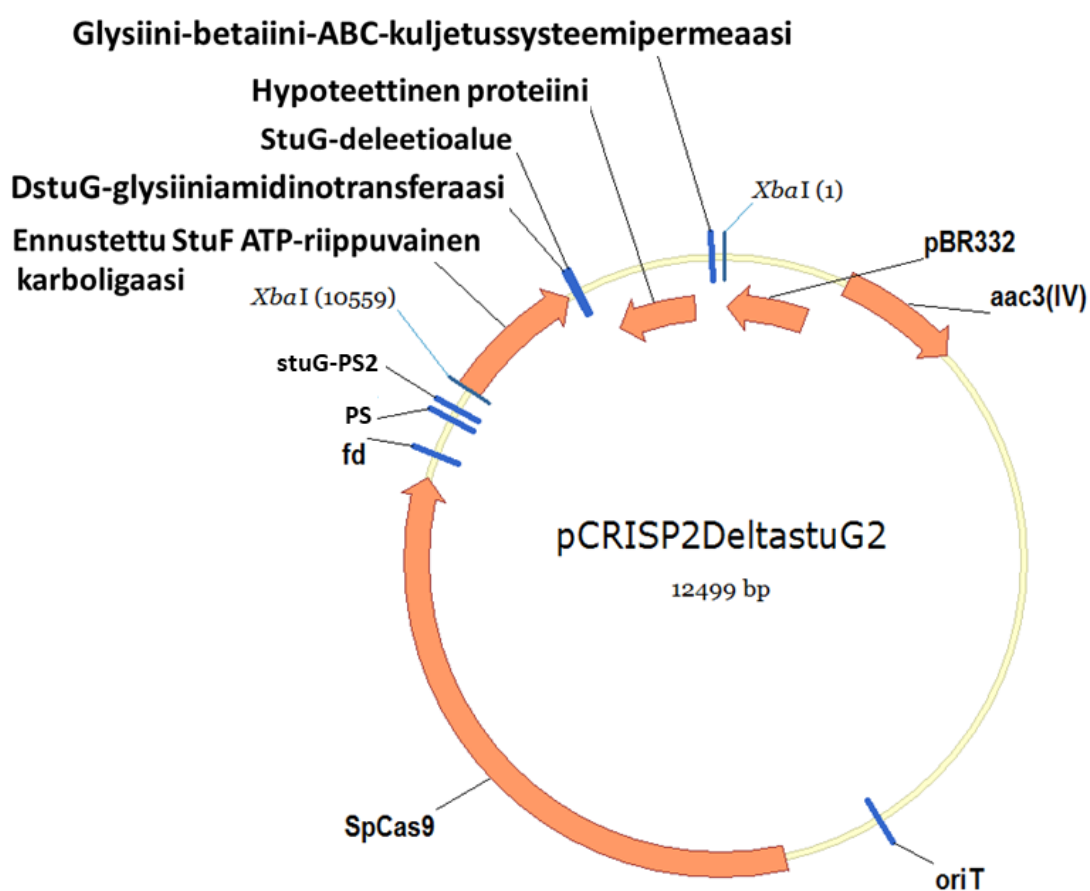 Glysiini-betaiini-ABC-kuljetussysteemipermeaasi
Hypoteettinen proteiini
StuG-deleetioalue
DstuG-glysiiniamidinotransferaasi
Ennustettu StuF ATP-riippuvainen
karboligaasi
XbaI (1)
pBR332
aac3(IV)
XbaI (10559)
stuG-PS2
PS
fd
pCRISP2DeltastuG2
12499 bp
SpCas9
oriT